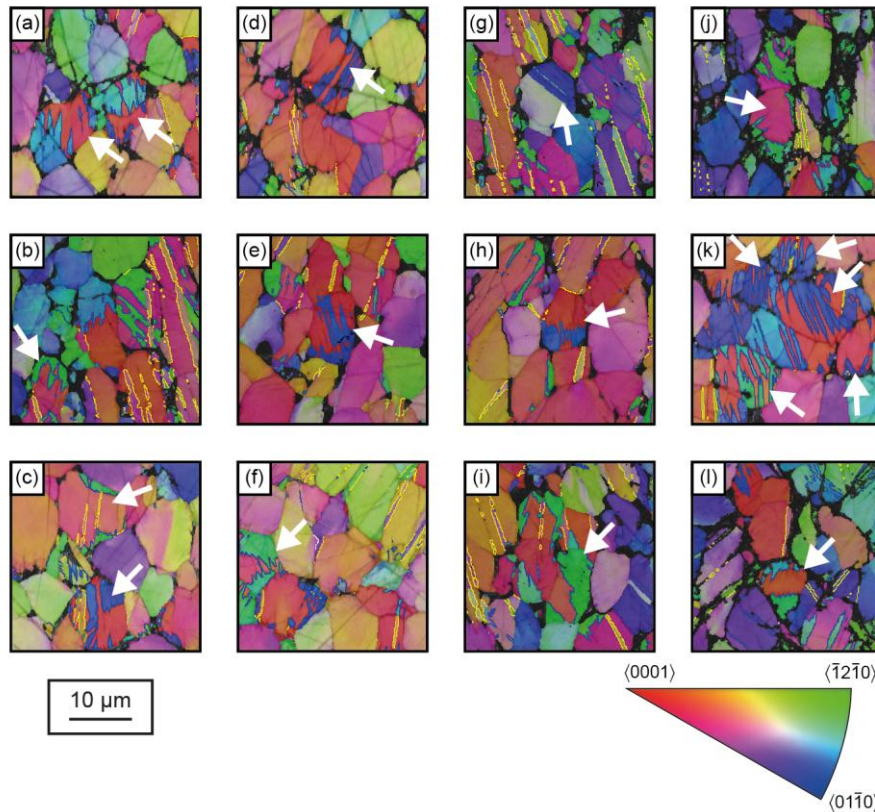 (a)
(d)
(g)
(j)
(b)
(e)
(h)
(k)
(c)
(f)
(i)
(l)
10 µm
⟨0001⟩
⟨1̄21̄0⟩
⟨011̄0⟩